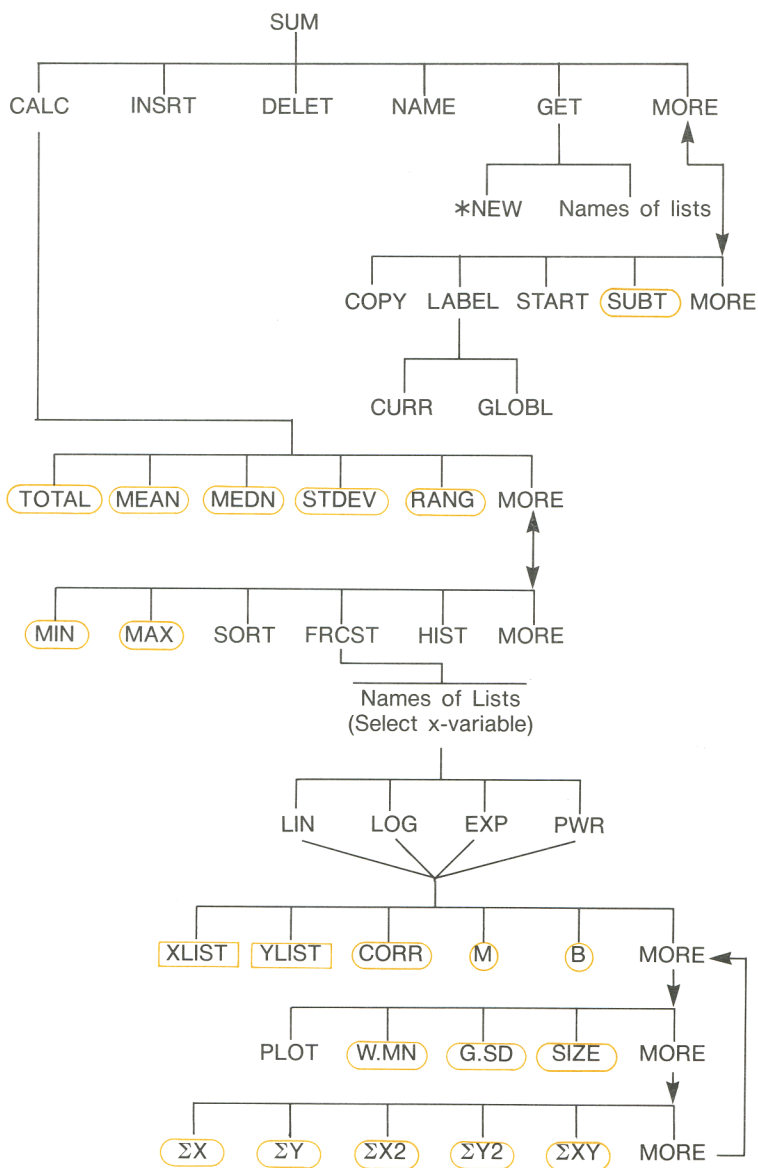 SUM
CALC INSRT DELET NAME GET MORE
*NEW Names of lists
COPY LABEL START SUBT MORE
CURR GLOBL
TOTAL MEAN MEDN STDEV RANG MORE
MIN MAX SORT FRCST HIST MORE
Names of Lists
(Select x-variable)
LIN LOG EXP PWR
XLIST YLIST CORR M B MORE
PLOT W.MN G.SD SIZE MORE
ΣX ΣY ΣX2 ΣY2 ΣXY MORE